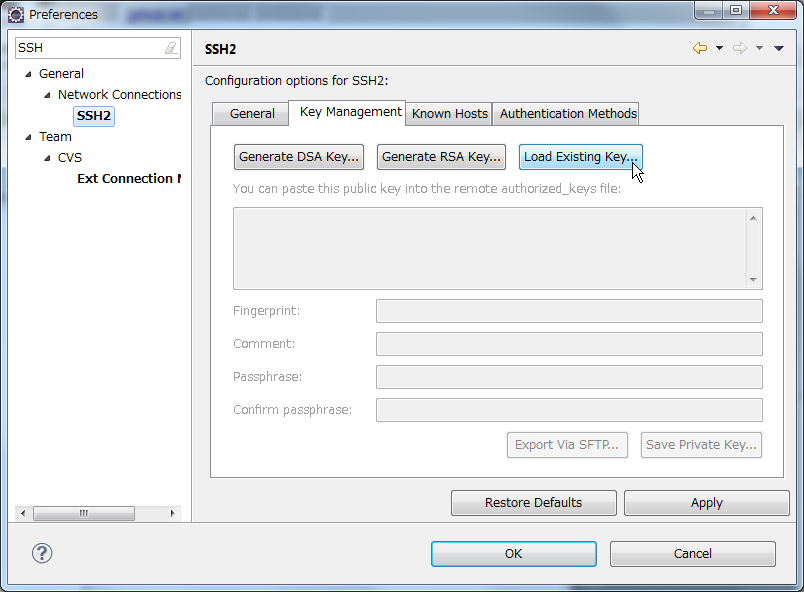 Preferences
SSH
General
Network Connections
SSH2
Team
CVS
Ext Connection
SSH2
Configuration options for SSH2:
General
Key Management
Known Hosts
Authentication Methods
Generate DSA Key...
Generate RSA Key...
Load Existing Key...
You can paste this public key into the remote authorized_keys file:
Fingerprint:
Comment:
Passphrase:
Confirm passphrase:
Export Via SFTP...
Save Private Key...
Restore Defaults
Apply
?
OK
Cancel